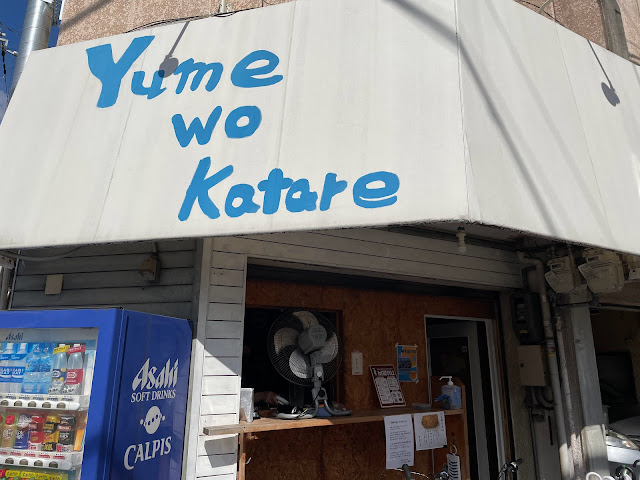 Yume
wo
Katare
Asahi
SOFT DRINKS
CALPIS